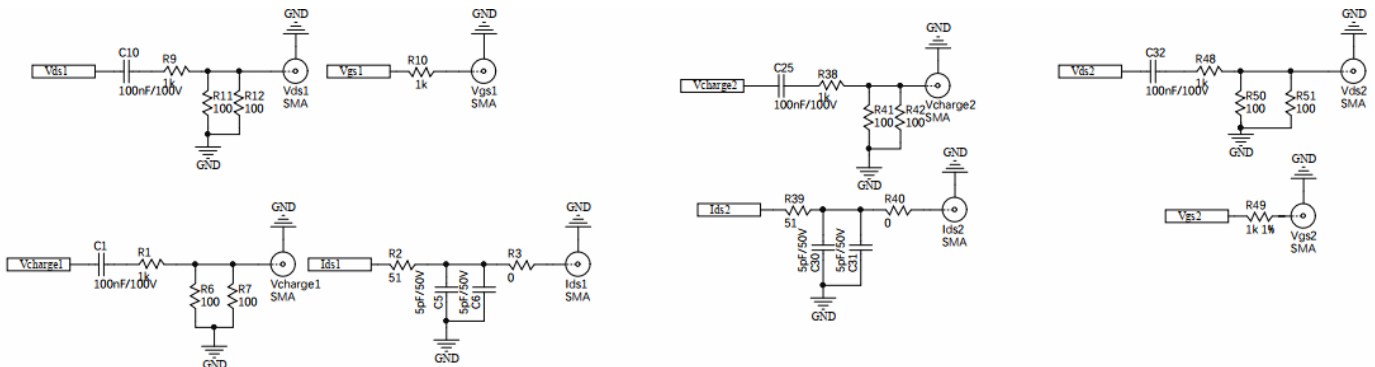 GND
Vds1
C10
100nF/100V
R9
1k
R11
100
R12
100
GND
Vds1
SMA
GND
Vgs1
R10
1k
Vgs1
SMA
GND
Vcharge2
C25
100nF/100V
R38
1k
R41
100
R42
100
GND
Vcharge2
SMA
GND
Vds2
C32
100nF/100V
R48
1k
R50
100
R51
100
GND
Vds2
SMA
GND
Vcharge1
C1
100nF/100V
R1
1k
R6
100
R7
100
GND
Vcharge1
SMA
GND
Ids1
R2
51
5pF/50V
C5
5pF/50V
C6
R3
0
GND
Ids1
SMA
GND
Ids2
R39
51
5pF/50V
C30
5pF/50V
C31
R40
0
GND
Ids2
SMA
GND
Vgs2
R49
1k 1%
Vgs2
SMA